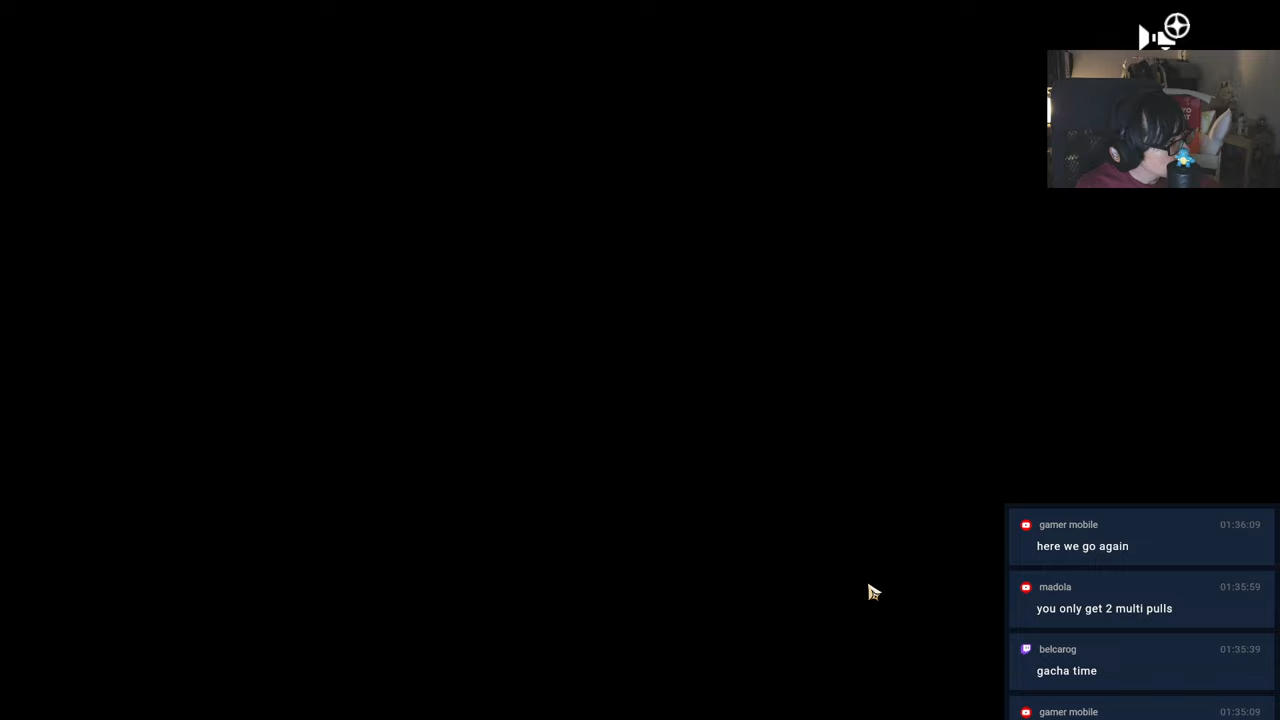 gamer mobile 01:36:09
here we go again
madola 01:35:59
you only get 2 multi pulls
belcarog 01:35:39
gacha time
gamer mobile 01:35:09